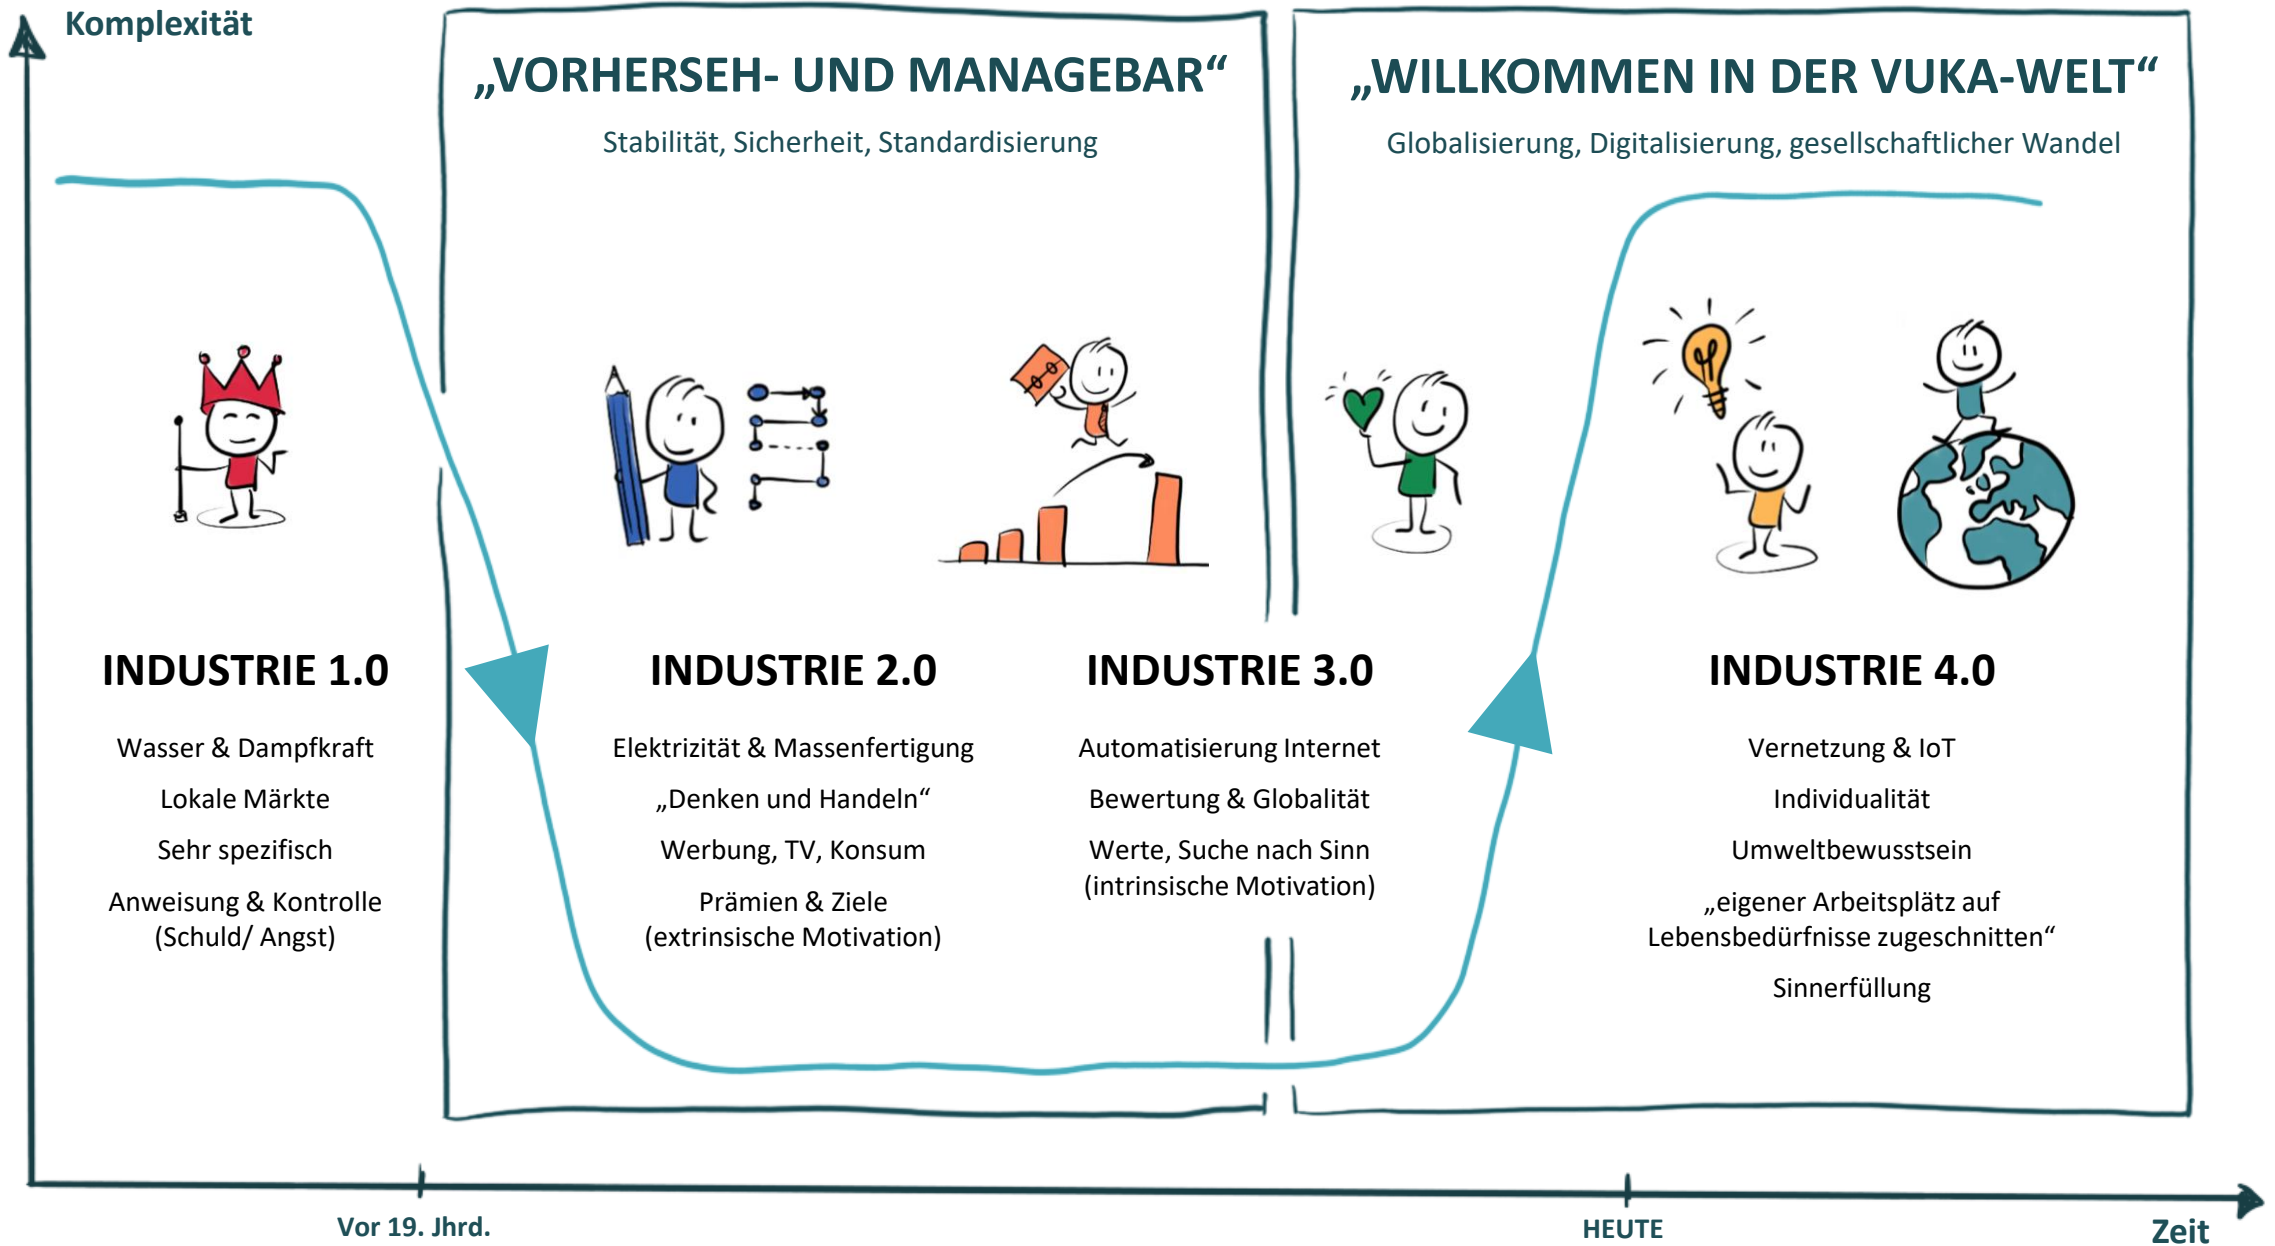 Komplexität
„VORHERSEH- UND MANAGEBAR“
Stabilität, Sicherheit, Standardisierung
„WILLKOMMEN IN DER VUKA-WELT“
Globalisierung, Digitalisierung, gesellschaftlicher Wandel
INDUSTRIE 1.0
Wasser & Dampfkraft
Lokale Märkte
Sehr spezifisch
Anweisung & Kontrolle
(Schuld/ Angst)
INDUSTRIE 2.0
Elektrizität & Massenfertigung
„Denken und Handeln“
Werbung, TV, Konsum
Prämien & Ziele
(extrinsische Motivation)
INDUSTRIE 3.0
Automatisierung Internet
Bewertung & Globalität
Werte, Suche nach Sinn
(intrinsische Motivation)
INDUSTRIE 4.0
Vernetzung & IoT
Individualität
Umweltbewusstsein
„eigener Arbeitsplätz auf
Lebensbedürfnisse zugeschnitten“
Sinnerfüllung
Vor 19. Jhrd.
HEUTE
Zeit